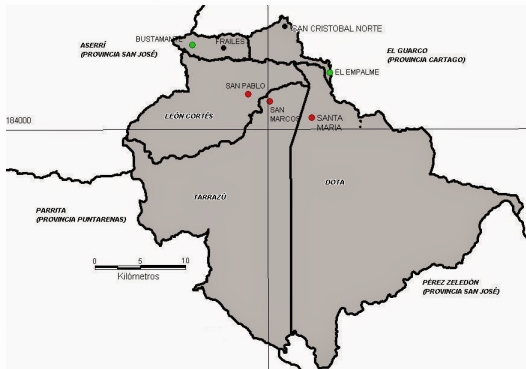 SAN CRISTOBAL NORTE
BUSTAMANTE
ASERRÍ
(PROVINCIA SAN JOSÉ)
FRAILES
EL GUARCO
(PROVINCIA CARTAGO)
EL EMPALME
SAN PABLO
SAN
MARCOS
LEÓN CORTÉS
SANTA
MARIA
184000
TARRAZÚ
DOTA
PARRITA
(PROVINCIA PUNTARENAS)
0 5 10
Kilómetros
PÉREZ ZELEDÓN
(PROVINCIA SAN JOSÉ)